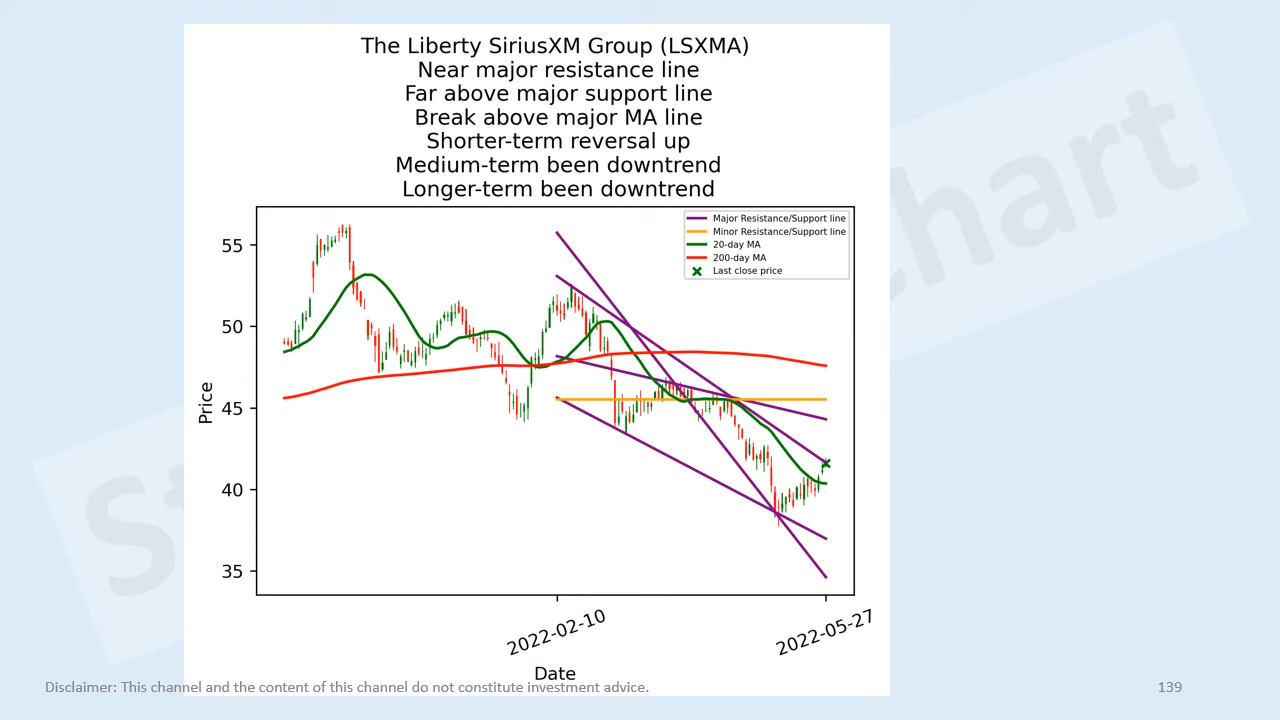 The Liberty SiriusXM Group (LSXMA)
Near major resistance line
Far above major support line
Break above major MA line
Shorter-term reversal up
Medium-term been downtrend
Longer-term been downtrend
Major Resistance/Support line
Minor Resistance/Support line
20-day MA
200-day MA
Last close price
Price
55
50
45
40
35
2022-02-10
2022-05-27
Date
Disclaimer: This channel and the content of this channel do not constitute investment advice.
139